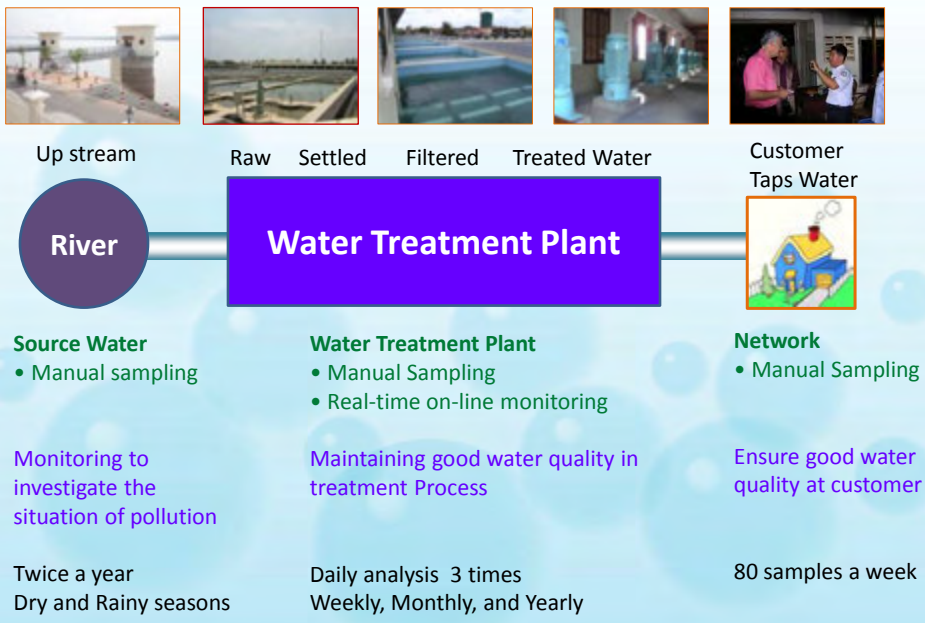 Up stream
Raw Settled Filtered Treated Water
Customer
Taps Water
River
Water Treatment Plant
Source Water
• Manual sampling
Water Treatment Plant
• Manual Sampling
• Real-time on-line monitoring
Network
• Manual Sampling
Monitoring to
investigate the
situation of pollution
Maintaining good water quality in
treatment Process
Ensure good water
quality at customer
Twice a year
Dry and Rainy seasons
Daily analysis 3 times
Weekly, Monthly, and Yearly
80 samples a week